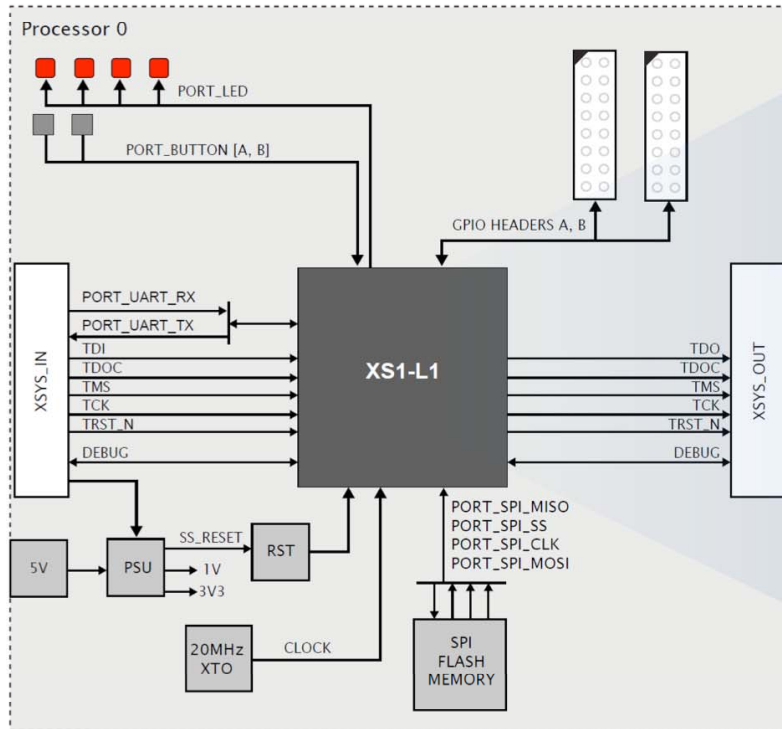 Processor 0
PORT_LED
PORT_BUTTON [A, B]
GPIO HEADERS A, B
XSYS_IN
PORT_UART_RX
PORT_UART_TX
TDI
TDOC
TMS
TCK
TRST_N
DEBUG
XS1-L1
TDO
TDOC
TMS
TCK
TRST_N
DEBUG
XSYS_OUT
PORT_SPI_MISO
PORT_SPI_SS
PORT_SPI_CLK
PORT_SPI_MOSI
5V
PSU
SS_RESET
1V
3V3
RST
20MHz
XTO
CLOCK
SPI
FLASH
MEMORY